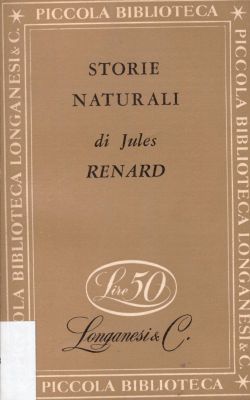 PICCOLA BIBLIOTECA
STORIE
NATURALI
di Jules
RENARD
Lire 50
Longanesi & C.
PICCOLA BIBLIOTECA
PICCOLA BIBLIOTECA LONGANESI & C.
PICCOLA BIBLIOTECA LONGANESI & C.